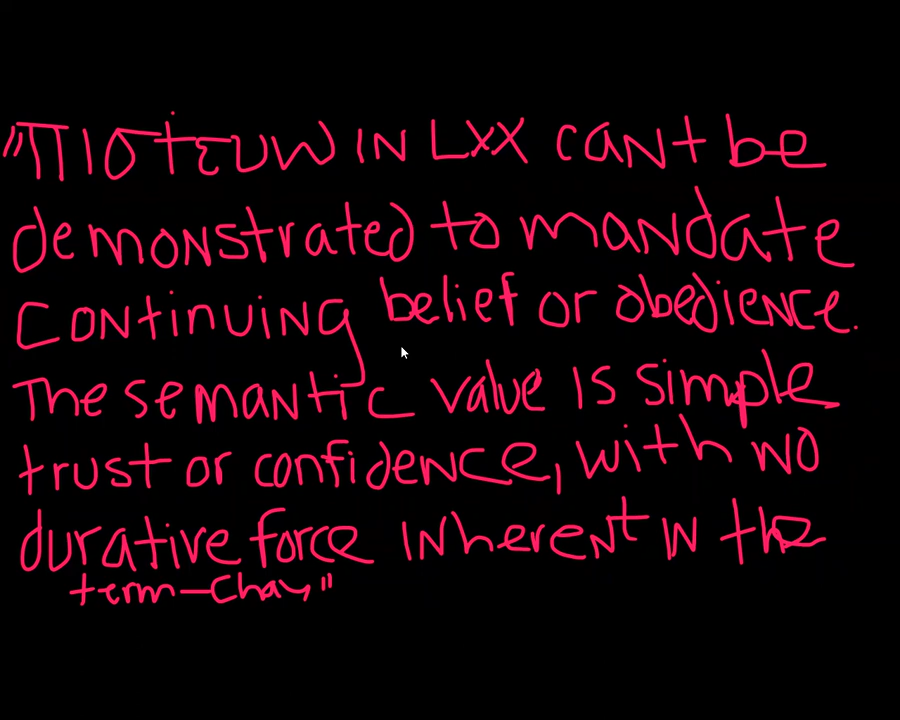 "πιστευω IN LXX can't be
demonstrated to mandate
continuing belief or obedience.
The semantic value is simple
trust or confidence, with no
durative force inherent in the
term-Chay"